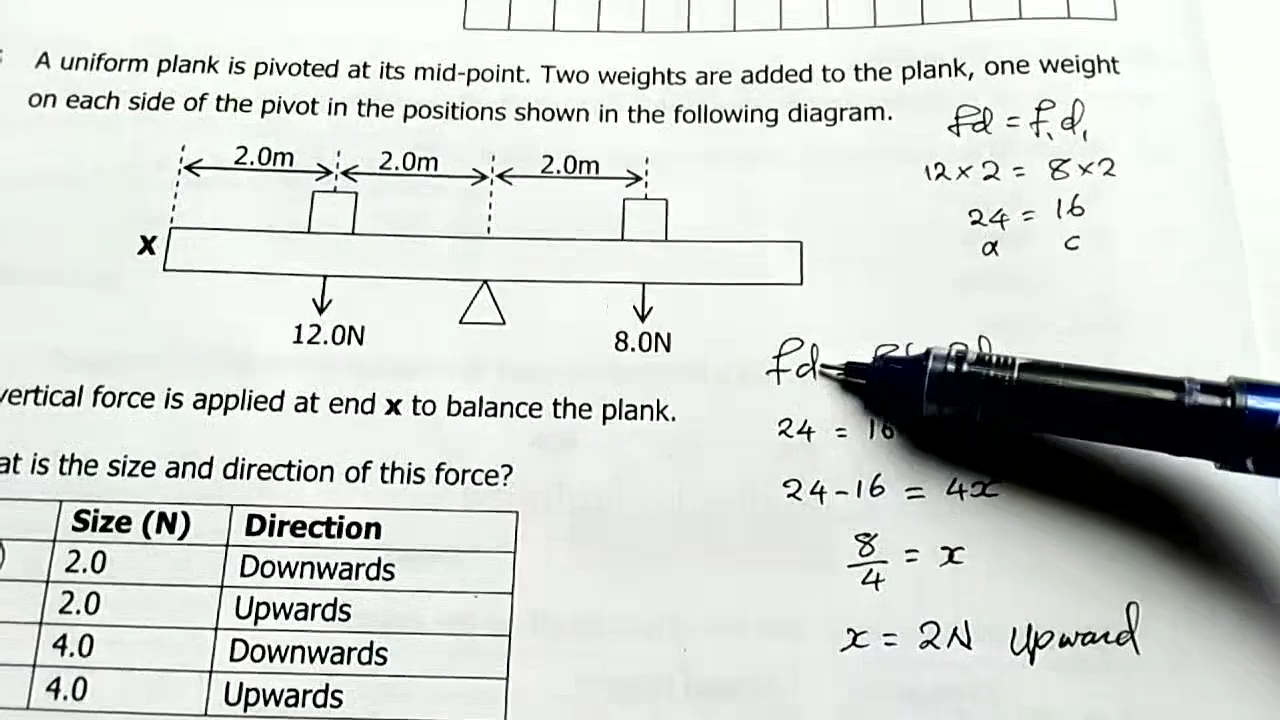 A uniform plank is pivoted at its mid-point. Two weights are added to the plank, one weight
on each side of the pivot in the positions shown in the following diagram.
fd = f₁d₁
2.0m 2.0m 2.0m
12 × 2 = 8 × 2
24 = 16
a c
x
12.0N 8.0N
fd
vertical force is applied at end x to balance the plank.
24 = 16
at is the size and direction of this force?
24 - 16 = 4x
Size (N) Direction
2.0 Downwards
8/4 = x
2.0 Upwards
4.0 Downwards
x = 2N Upward
4.0 Upwards